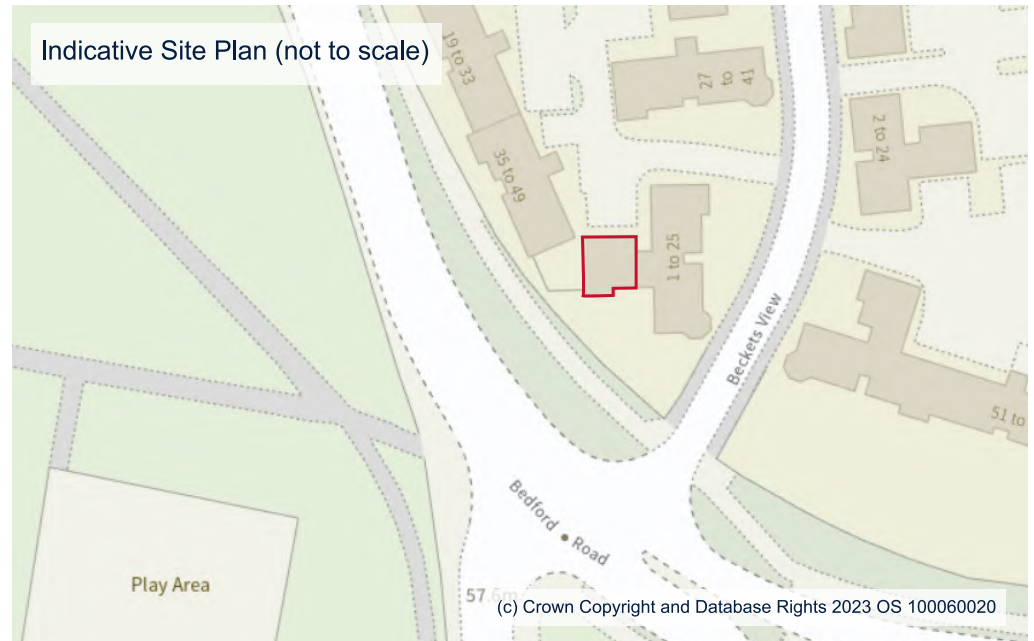 Indicative Site Plan (not to scale)
19 to 33
27
to
41
2 to 24
35 to 49
1 to 25
Beckets View
51 to
Bedford Road
Play Area
57.6m
(c) Crown Copyright and Database Rights 2023 OS 100060020